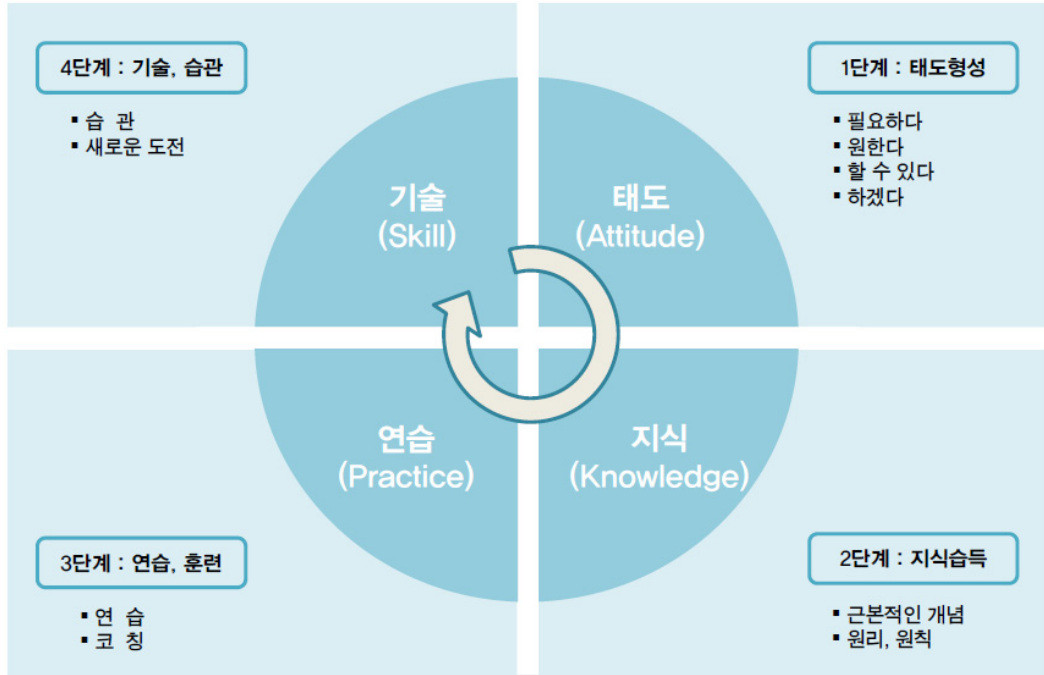 4단계 : 기술, 습관
▪ 습 관
▪ 새로운 도전
기술
(Skill)
1단계 : 태도형성
▪ 필요하다
▪ 원한다
▪ 할 수 있다
▪ 하겠다
태도
(Attitude)
연습
(Practice)
3단계 : 연습, 훈련
▪ 연 습
▪ 코 칭
지식
(Knowledge)
2단계 : 지식습득
▪ 근본적인 개념
▪ 원리, 원칙